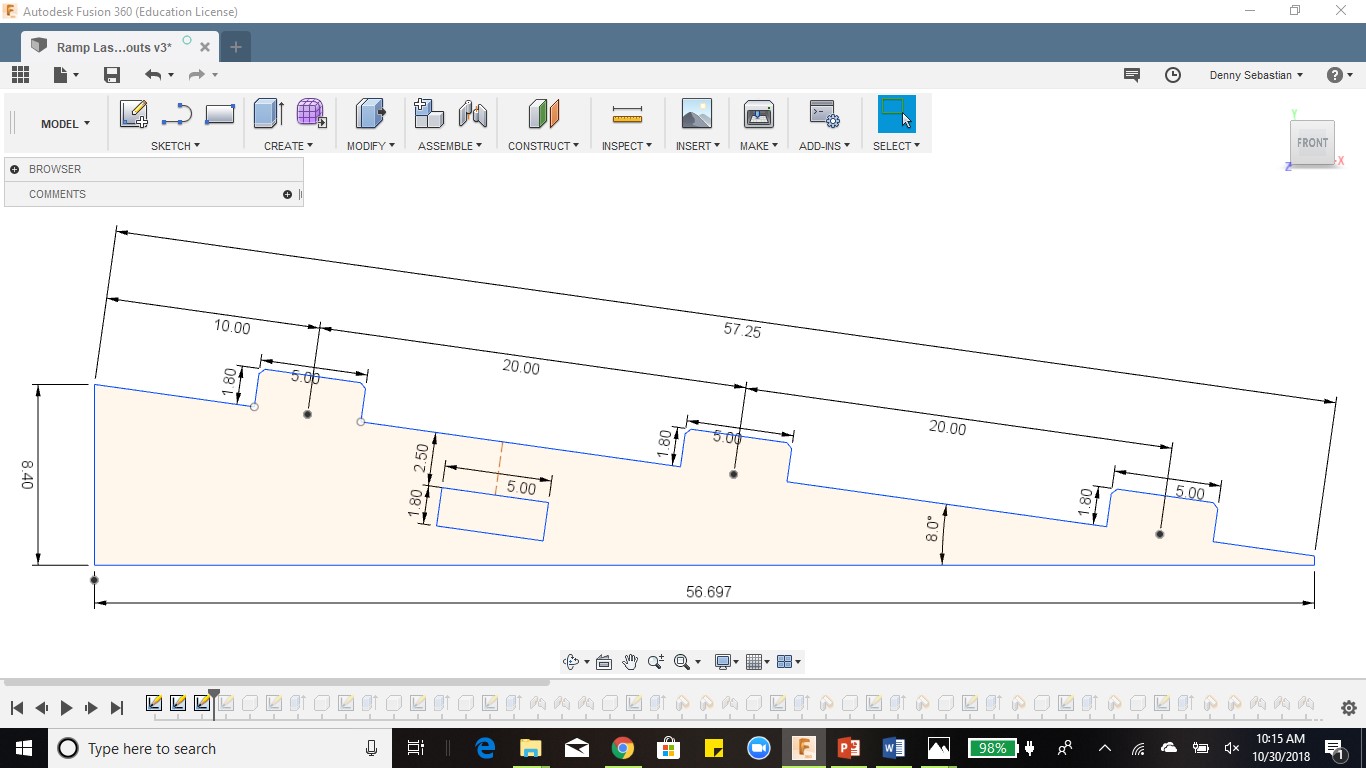 Autodesk Fusion 360 (Education License)
Ramp Las...outs v3*
Denny Sebastian
MODEL
SKETCH
CREATE
MODIFY
ASSEMBLE
CONSTRUCT
INSPECT
INSERT
MAKE
ADD-INS
SELECT
Y
FRONT
X
Z
BROWSER
COMMENTS
57.25
10.00
20.00
20.00
1.80
5.00
8.40
2.50
1.80
5.00
1.80
5.00
1.80
5.00
8.0°
56.697
Type here to search
98%
10:15 AM
10/30/2018
1